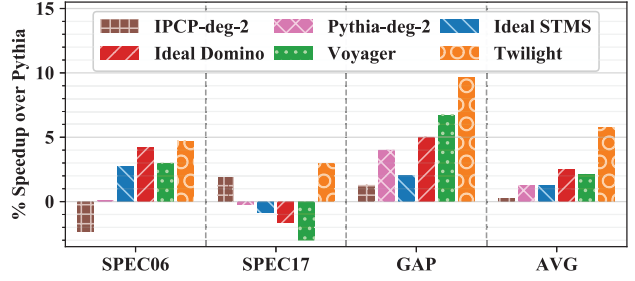 15
10
5
0
% Speedup over Pythia
IPCP-deg-2 Pythia-deg-2 Ideal STMS
Ideal Domino Voyager Twilight
SPEC06 SPEC17 GAP AVG